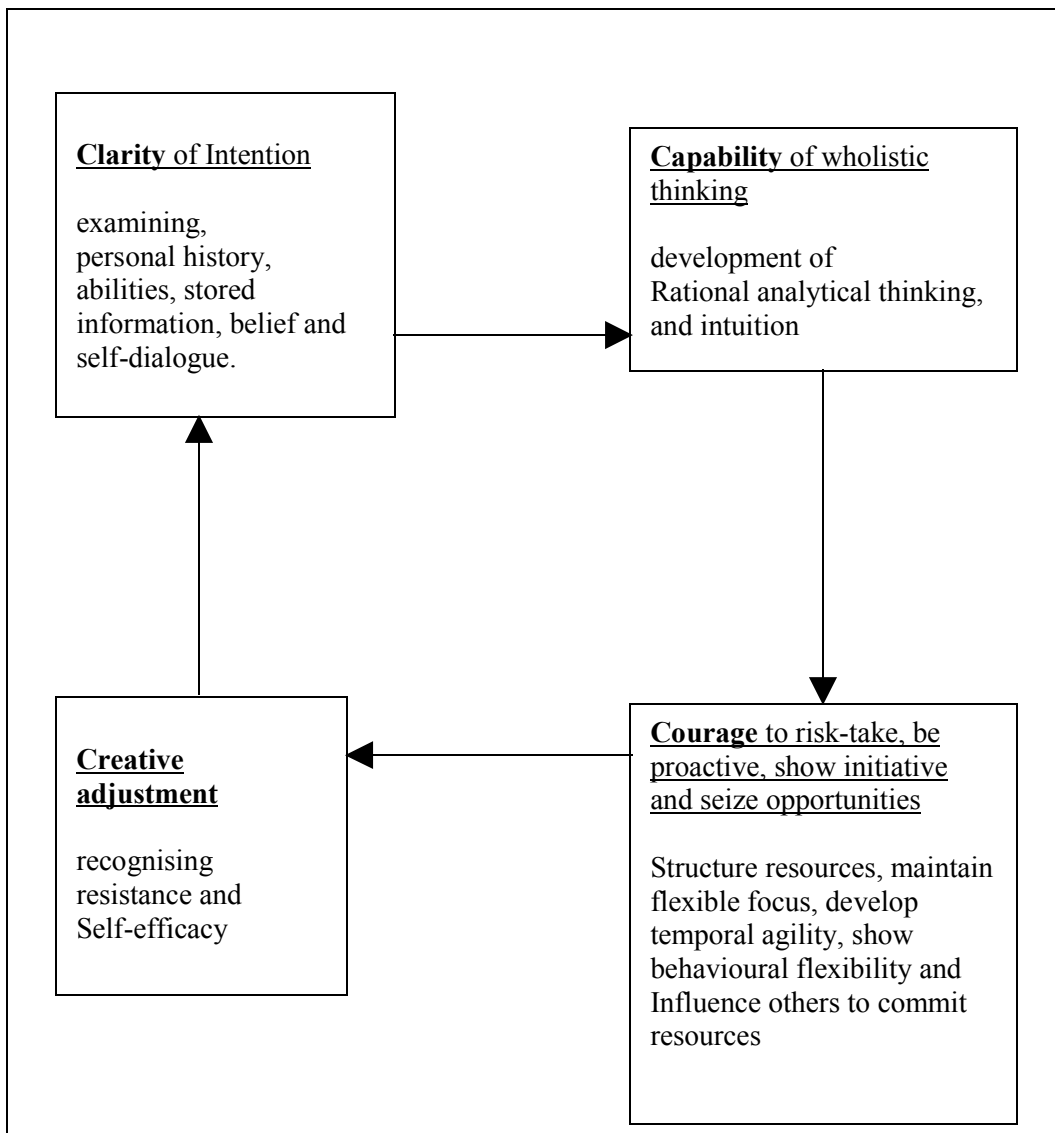 Clarity of Intention
examining,
personal history,
abilities, stored
information, belief and
self-dialogue.
Capability of wholistic
thinking
development of
Rational analytical thinking,
and intuition
Courage to risk-take, be
proactive, show initiative
and seize opportunities
Structure resources, maintain
flexible focus, develop
temporal agility, show
behavioural flexibility and
Influence others to commit
resources
Creative
adjustment
recognising
resistance and
Self-efficacy